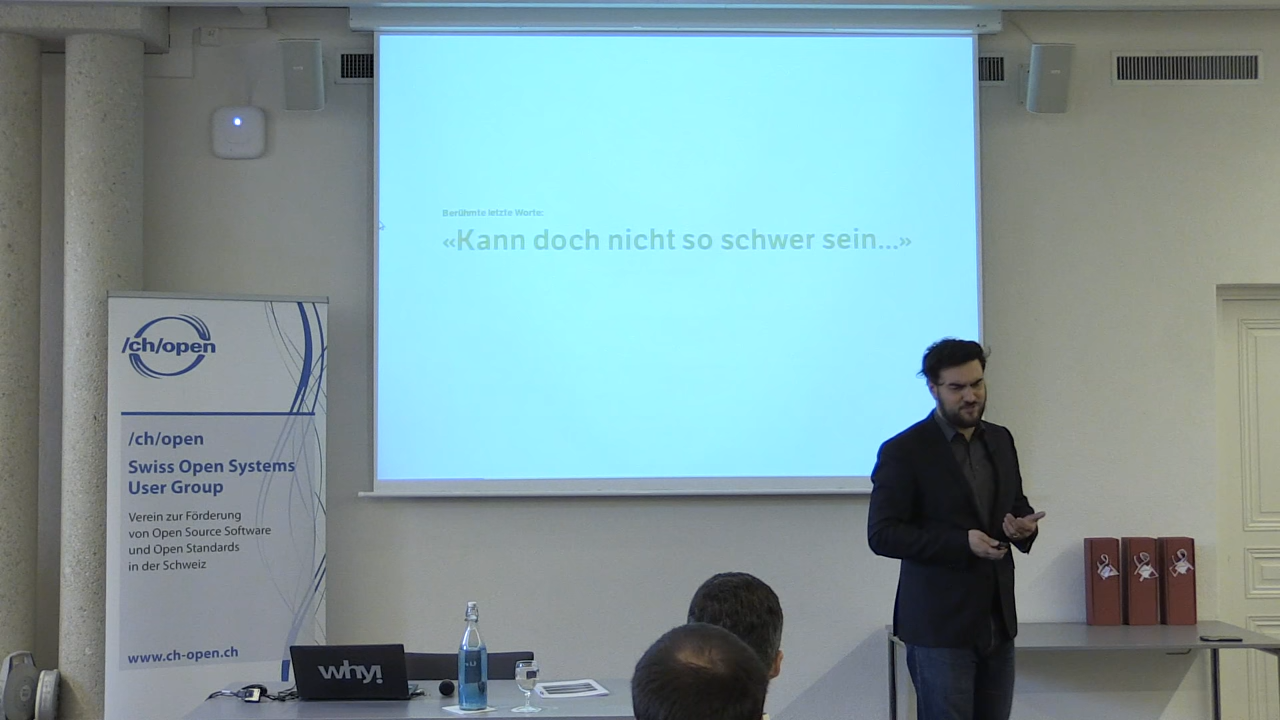 Berühmte letzte Worte:
«Kann doch nicht so schwer sein...»
/ch/open
/ch/open
Swiss Open Systems
User Group
Verein zur Förderung
von Open Source Software
und Open Standards
in der Schweiz
www.ch-open.ch
why!